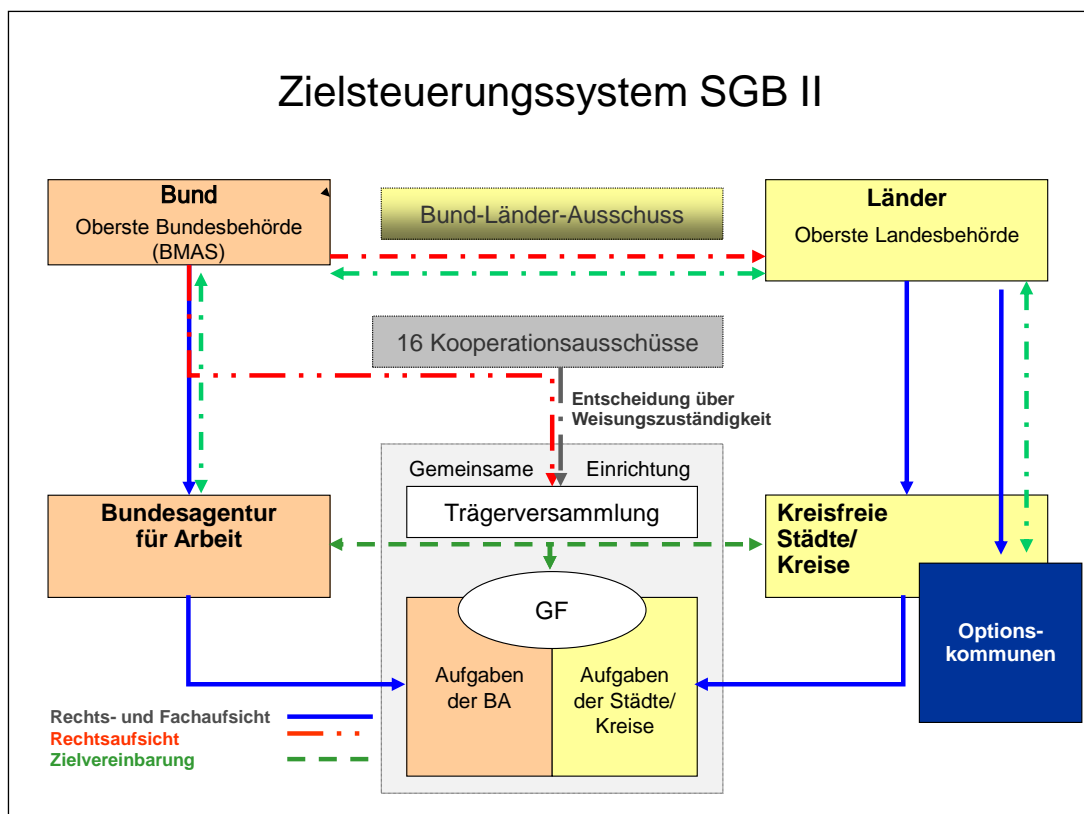 Zielsteuerungssystem SGB II
Bund
Oberste Bundesbehörde
(BMAS)
Bund-Länder-Ausschuss
Länder
Oberste Landesbehörde
16 Kooperationsausschüsse
Entscheidung über
Weisungszuständigkeit
Gemeinsame Einrichtung
Trägerversammlung
Bundesagentur
für Arbeit
Kreisfreie
Städte/
Kreise
GF
Options-
kommunen
Aufgaben
der BA
Aufgaben
der Städte/
Kreise
Rechts- und Fachaufsicht
Rechtsaufsicht
Zielvereinbarung